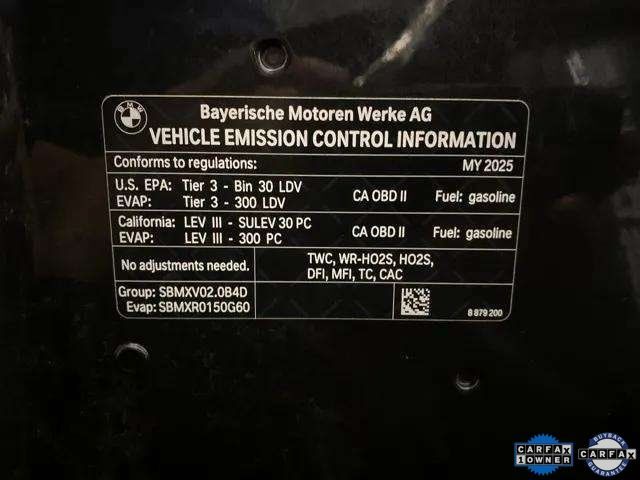 BMW
Bayerische Motoren Werke AG
VEHICLE EMISSION CONTROL INFORMATION
Conforms to regulations: MY 2025
U.S. EPA: Tier 3 - Bin 30 LDV CA OBD II Fuel: gasoline
EVAP: Tier 3 - 300 LDV
California: LEV III - SULEV 30 PC CA OBD II Fuel: gasoline
EVAP: LEV III - 300 PC
No adjustments needed. TWC, WR-HO2S, HO2S,
DFI, MFI, TC, CAC
Group: SBMXV02.0B4D
Evap: SBMXR0150G60 8 879 200
CARFAX
1 OWNER
BUYBACK
CARFAX
GUARANTEE